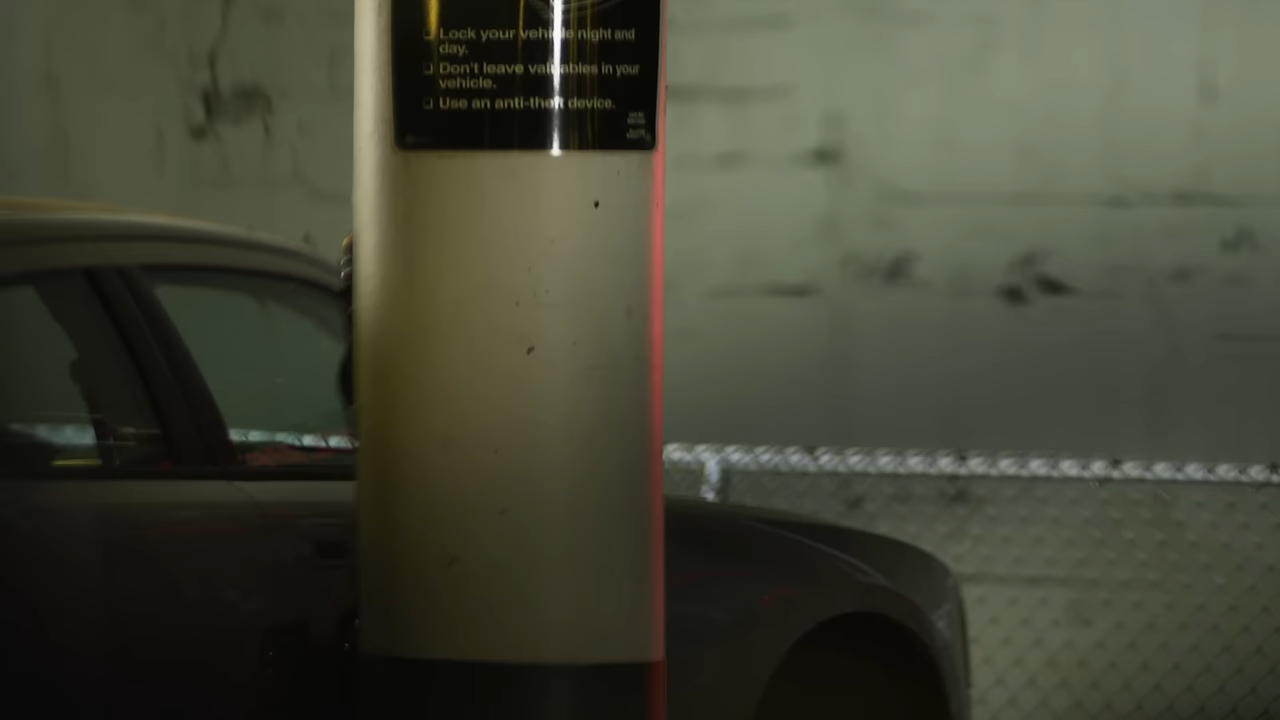 ❏ Lock your vehicle night and
day.
❏ Don't leave valuables in your
vehicle.
❏ Use an anti-theft device.